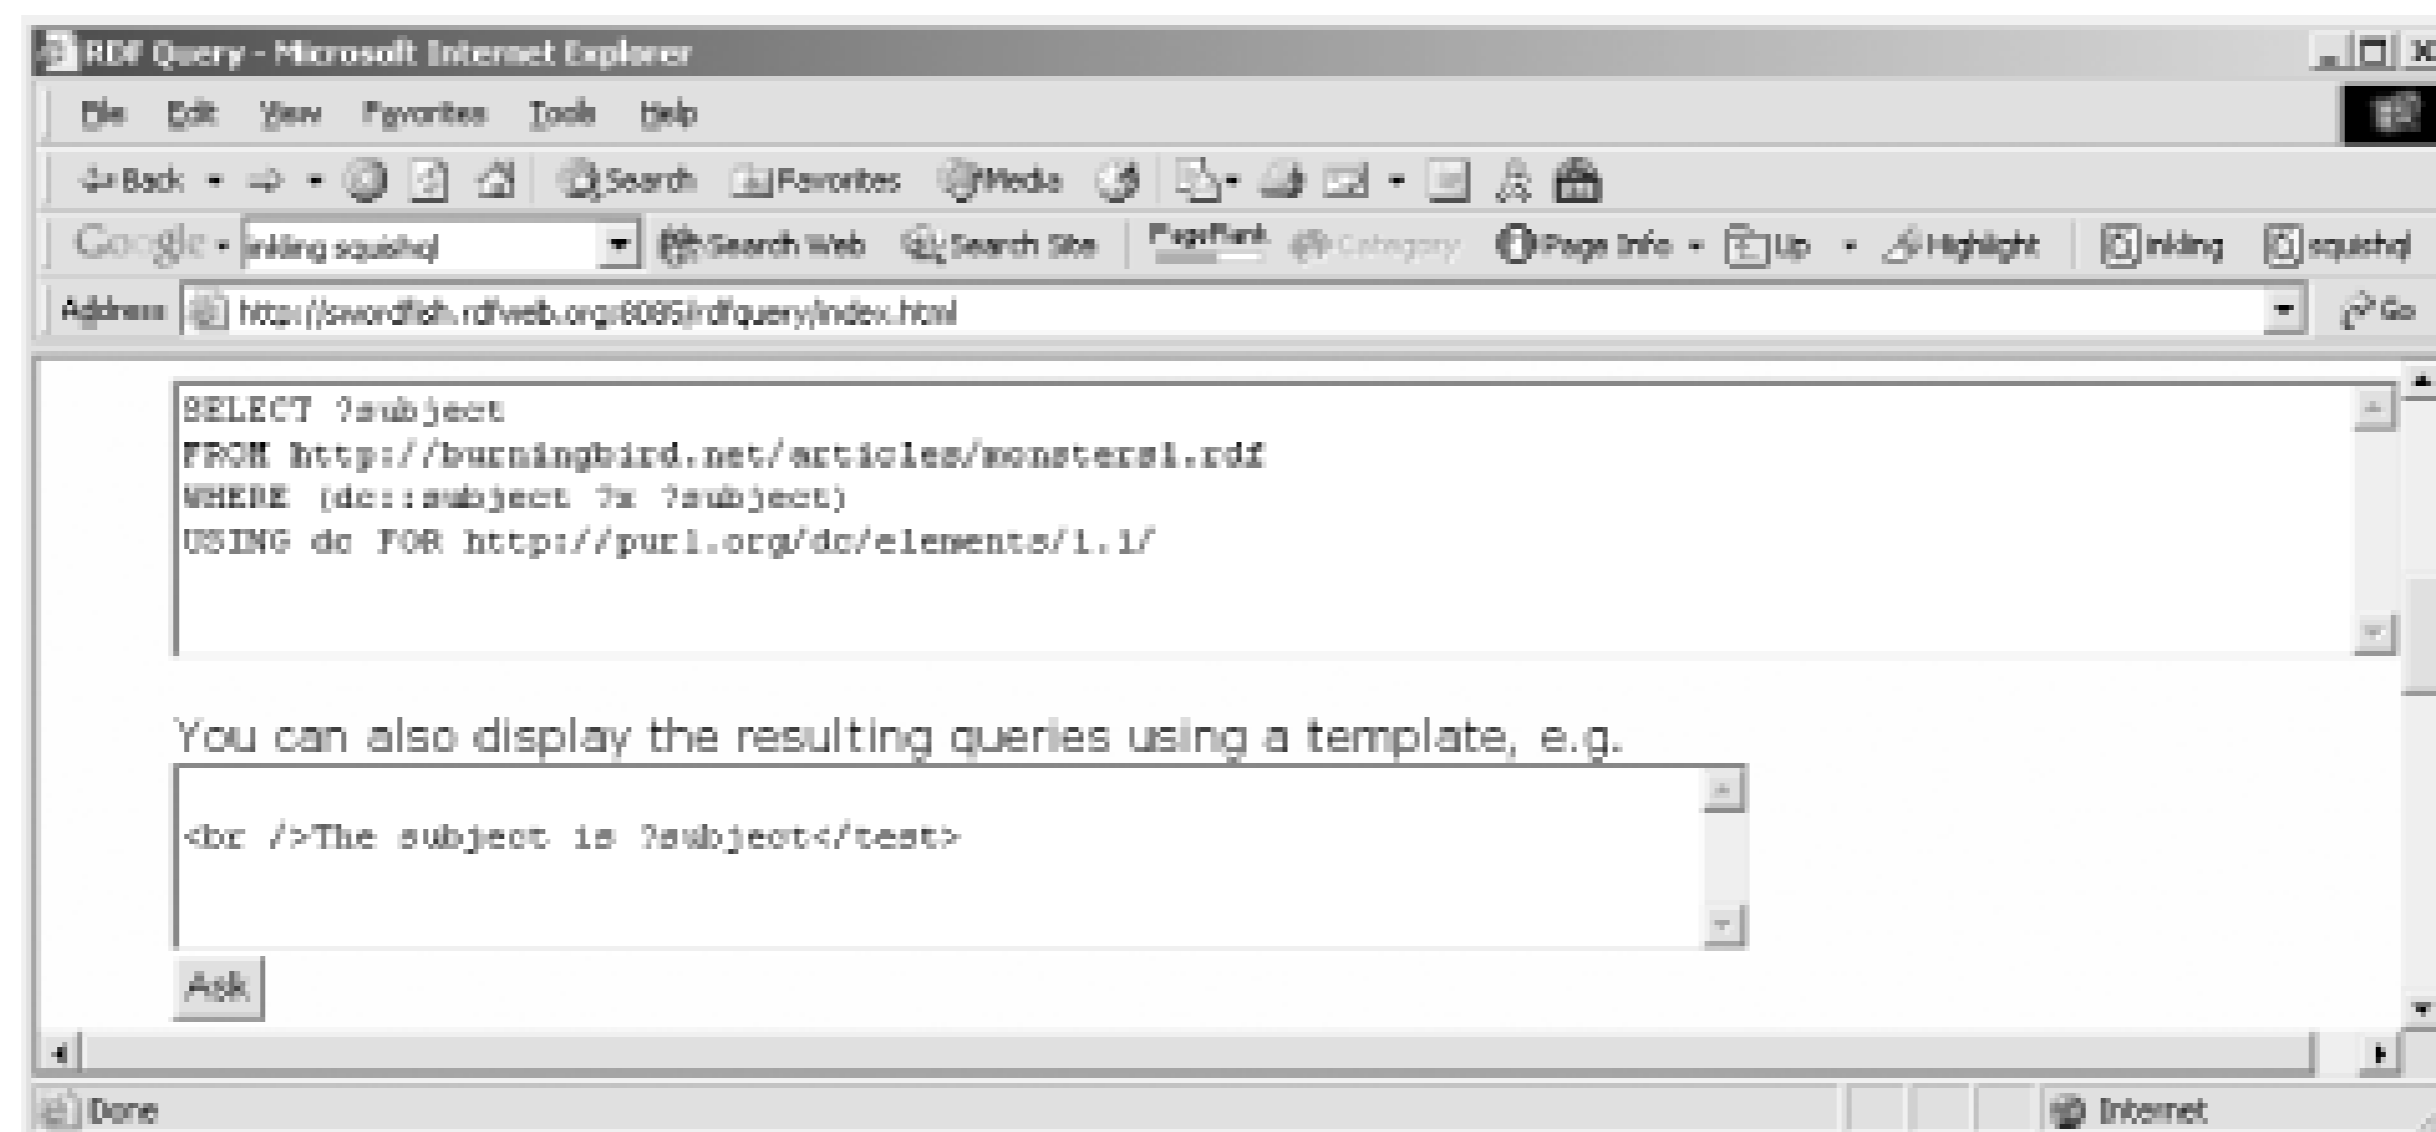 RDF Query - Microsoft Internet Explorer
File Edit View Favorites Tools Help
Back Search Favorites Media
Google inkling squishql Search Web Search Site PageRank Category Page Info Up Highlight inkling squishql
Address http://swordfish.rdfweb.org:8085/rdfquery/index.html Go
SELECT ?subject
FROM http://burningbird.net/articles/monsters1.rdf
WHERE (dc::subject ?x ?subject)
USING dc FOR http://purl.org/dc/elements/1.1/
You can also display the resulting queries using a template, e.g.
<br />The subject is ?subject</test>
Ask
Done Internet